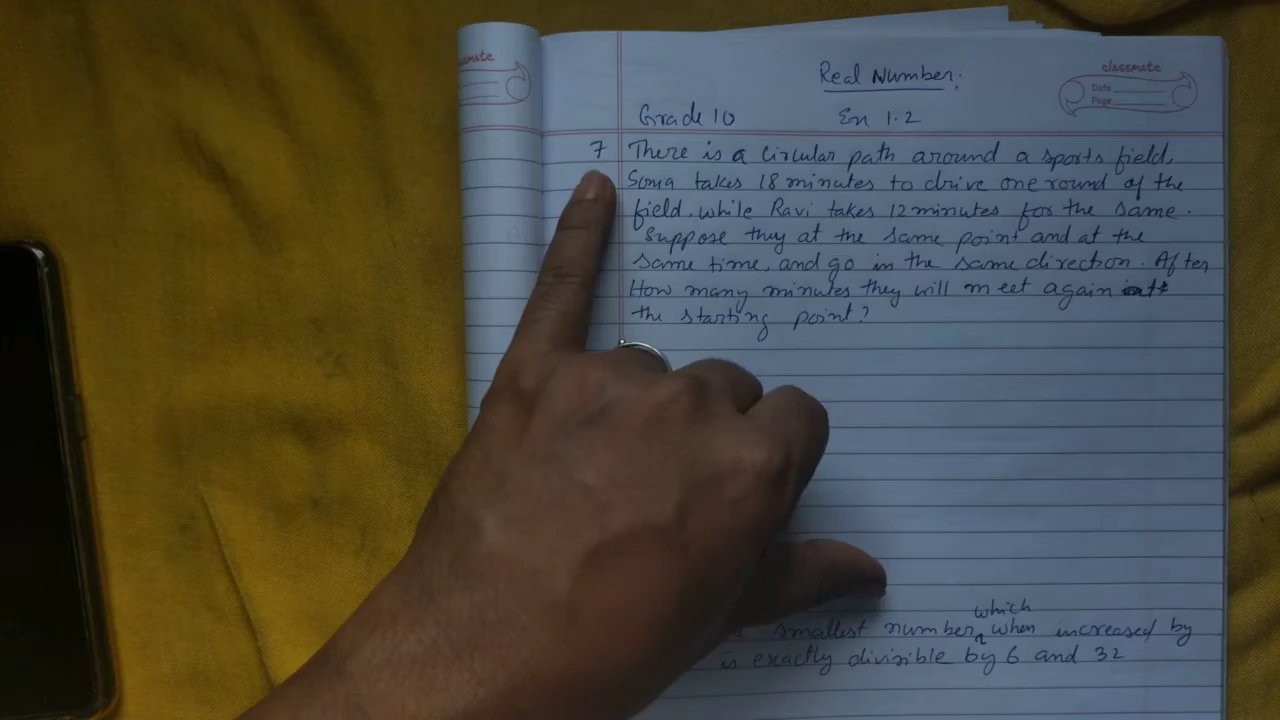 assmate
classmate
Date
Page
Real Number.
Grade 10 Ex 1.2
7 There is a circular path around a sports field.
Sonia takes 18 minutes to drive one round of the
field, while Ravi takes 12 minutes for the same.
Suppose they at the same point and at the
same time, and go in the same direction. After
How many minutes they will meet again
the starting point?
which
smallest number when increased by
is exactly divisible by 6 and 32